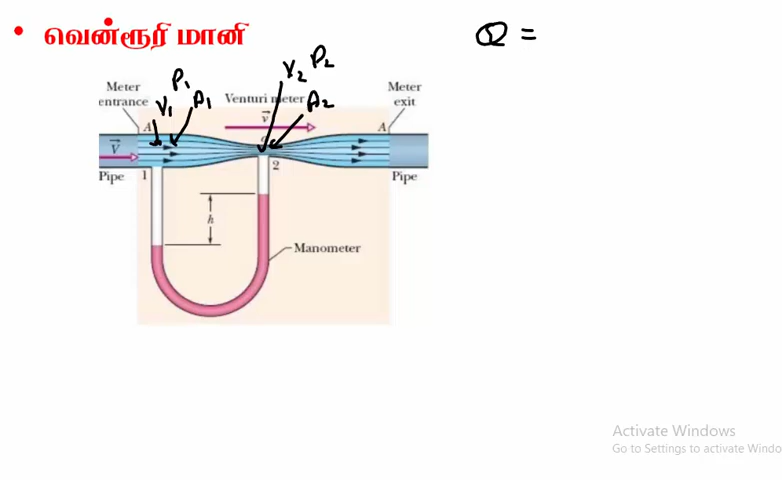 • வென்ரூரி மானி
Q =
P₁
V₂ P₂
Meter entrance
V₁ A₁
Venturi meter
A₂
Meter exit
A
v
A
V
a
Pipe
1
2
Pipe
h
Manometer
Activate Windows
Go to Settings to activate Windo